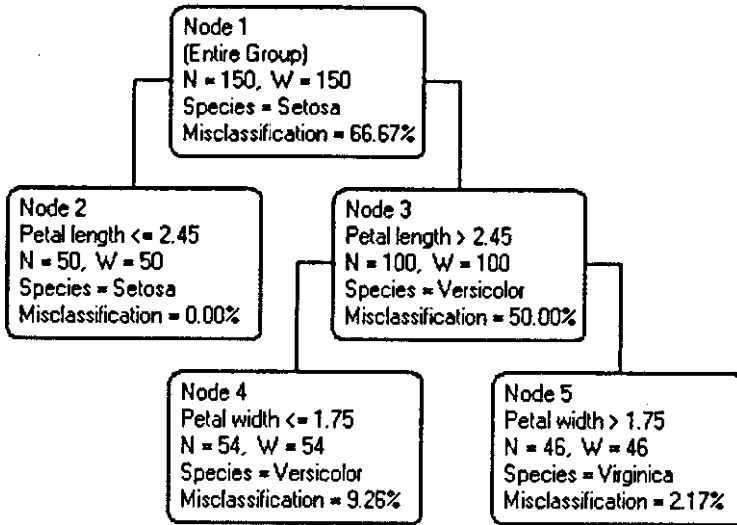 Node 1
(Entire Group)
N = 150, W = 150
Species = Setosa
Misclassification = 66.67%
Node 2
Petal length <= 2.45
N = 50, W = 50
Species = Setosa
Misclassification = 0.00%
Node 3
Petal length > 2.45
N = 100, W = 100
Species = Versicolor
Misclassification = 50.00%
Node 4
Petal width <= 1.75
N = 54, W = 54
Species = Versicolor
Misclassification = 9.26%
Node 5
Petal width > 1.75
N = 46, W = 46
Species = Virginica
Misclassification = 2.17%